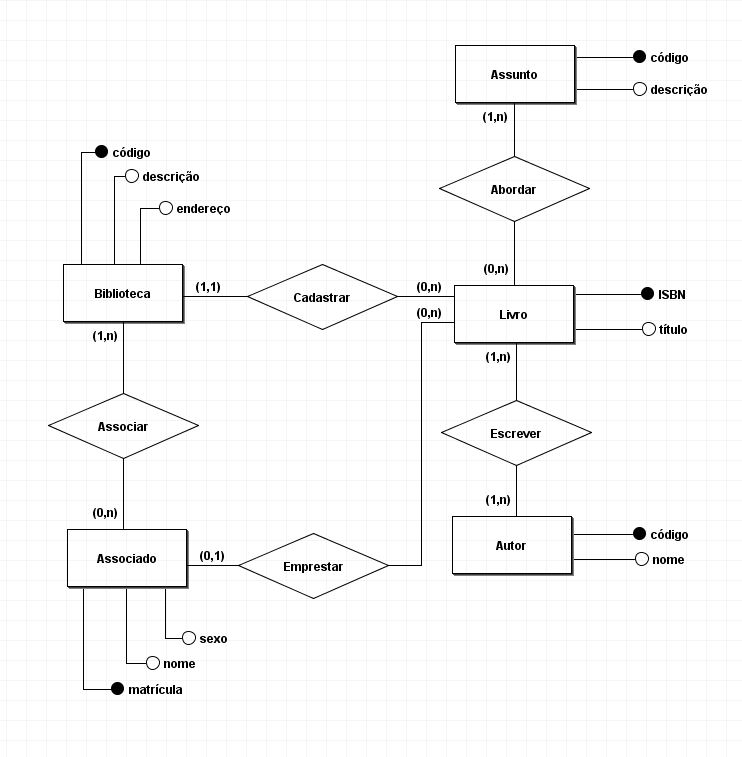 Assunto
código
descrição
(1,n)
Abordar
(0,n)
código
descrição
endereço
Biblioteca
(1,1)
Cadastrar
(0,n)
(0,n)
Livro
ISBN
título
(1,n)
(1,n)
Associar
Escrever
(0,n)
(1,n)
Associado
(0,1)
Emprestar
Autor
código
nome
sexo
nome
matrícula